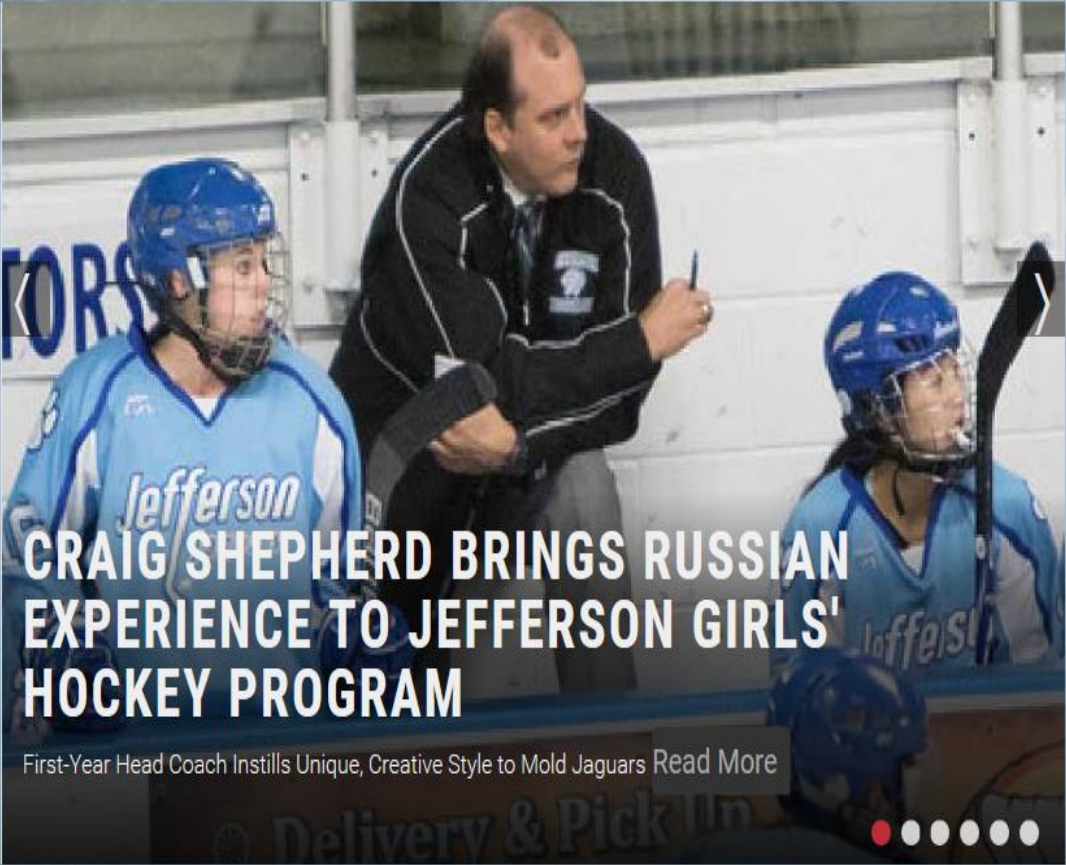 TORS
Jefferson
CRAIG SHEPHERD BRINGS RUSSIAN
EXPERIENCE TO JEFFERSON GIRLS'
HOCKEY PROGRAM
First-Year Head Coach Instills Unique, Creative Style to Mold Jaguars Read More
Delivery & Pick Up